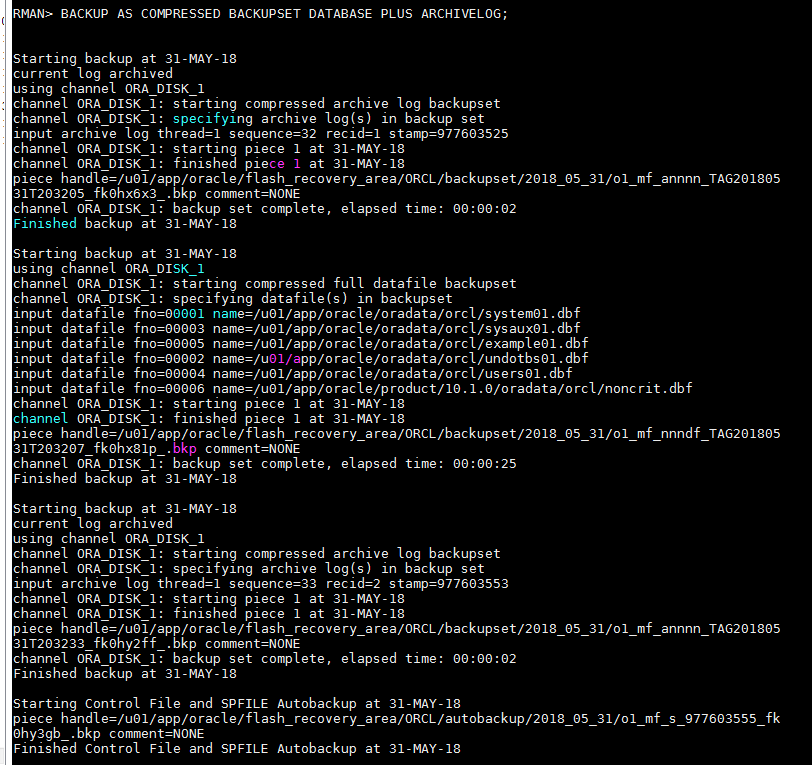 RMAN> BACKUP AS COMPRESSED BACKUPSET DATABASE PLUS ARCHIVELOG;
Starting backup at 31-MAY-18
current log archived
using channel ORA_DISK_1
channel ORA_DISK_1: starting compressed archive log backupset
channel ORA_DISK_1: specifying archive log(s) in backup set
input archive log thread=1 sequence=32 recid=1 stamp=977603525
channel ORA_DISK_1: starting piece 1 at 31-MAY-18
channel ORA_DISK_1: finished piece 1 at 31-MAY-18
piece handle=/u01/app/oracle/flash_recovery_area/ORCL/backupset/2018_05_31/o1_mf_annnn_TAG201805
31T203205_fk0hx6x3_.bkp comment=NONE
channel ORA_DISK_1: backup set complete, elapsed time: 00:00:02
Finished backup at 31-MAY-18
Starting backup at 31-MAY-18
using channel ORA_DISK_1
channel ORA_DISK_1: starting compressed full datafile backupset
channel ORA_DISK_1: specifying datafile(s) in backupset
input datafile fno=00001 name=/u01/app/oracle/oradata/orcl/system01.dbf
input datafile fno=00003 name=/u01/app/oracle/oradata/orcl/sysaux01.dbf
input datafile fno=00005 name=/u01/app/oracle/oradata/orcl/example01.dbf
input datafile fno=00002 name=/u01/app/oracle/oradata/orcl/undotbs01.dbf
input datafile fno=00004 name=/u01/app/oracle/oradata/orcl/users01.dbf
input datafile fno=00006 name=/u01/app/oracle/product/10.1.0/oradata/orcl/noncrit.dbf
channel ORA_DISK_1: starting piece 1 at 31-MAY-18
channel ORA_DISK_1: finished piece 1 at 31-MAY-18
piece handle=/u01/app/oracle/flash_recovery_area/ORCL/backupset/2018_05_31/o1_mf_nnndf_TAG201805
31T203207_fk0hx81p_.bkp comment=NONE
channel ORA_DISK_1: backup set complete, elapsed time: 00:00:25
Finished backup at 31-MAY-18
Starting backup at 31-MAY-18
current log archived
using channel ORA_DISK_1
channel ORA_DISK_1: starting compressed archive log backupset
channel ORA_DISK_1: specifying archive log(s) in backup set
input archive log thread=1 sequence=33 recid=2 stamp=977603553
channel ORA_DISK_1: starting piece 1 at 31-MAY-18
channel ORA_DISK_1: finished piece 1 at 31-MAY-18
piece handle=/u01/app/oracle/flash_recovery_area/ORCL/backupset/2018_05_31/o1_mf_annnn_TAG201805
31T203233_fk0hy2ff_.bkp comment=NONE
channel ORA_DISK_1: backup set complete, elapsed time: 00:00:02
Finished backup at 31-MAY-18
Starting Control File and SPFILE Autobackup at 31-MAY-18
piece handle=/u01/app/oracle/flash_recovery_area/ORCL/autobackup/2018_05_31/o1_mf_s_977603555_fk
0hy3gb_.bkp comment=NONE
Finished Control File and SPFILE Autobackup at 31-MAY-18